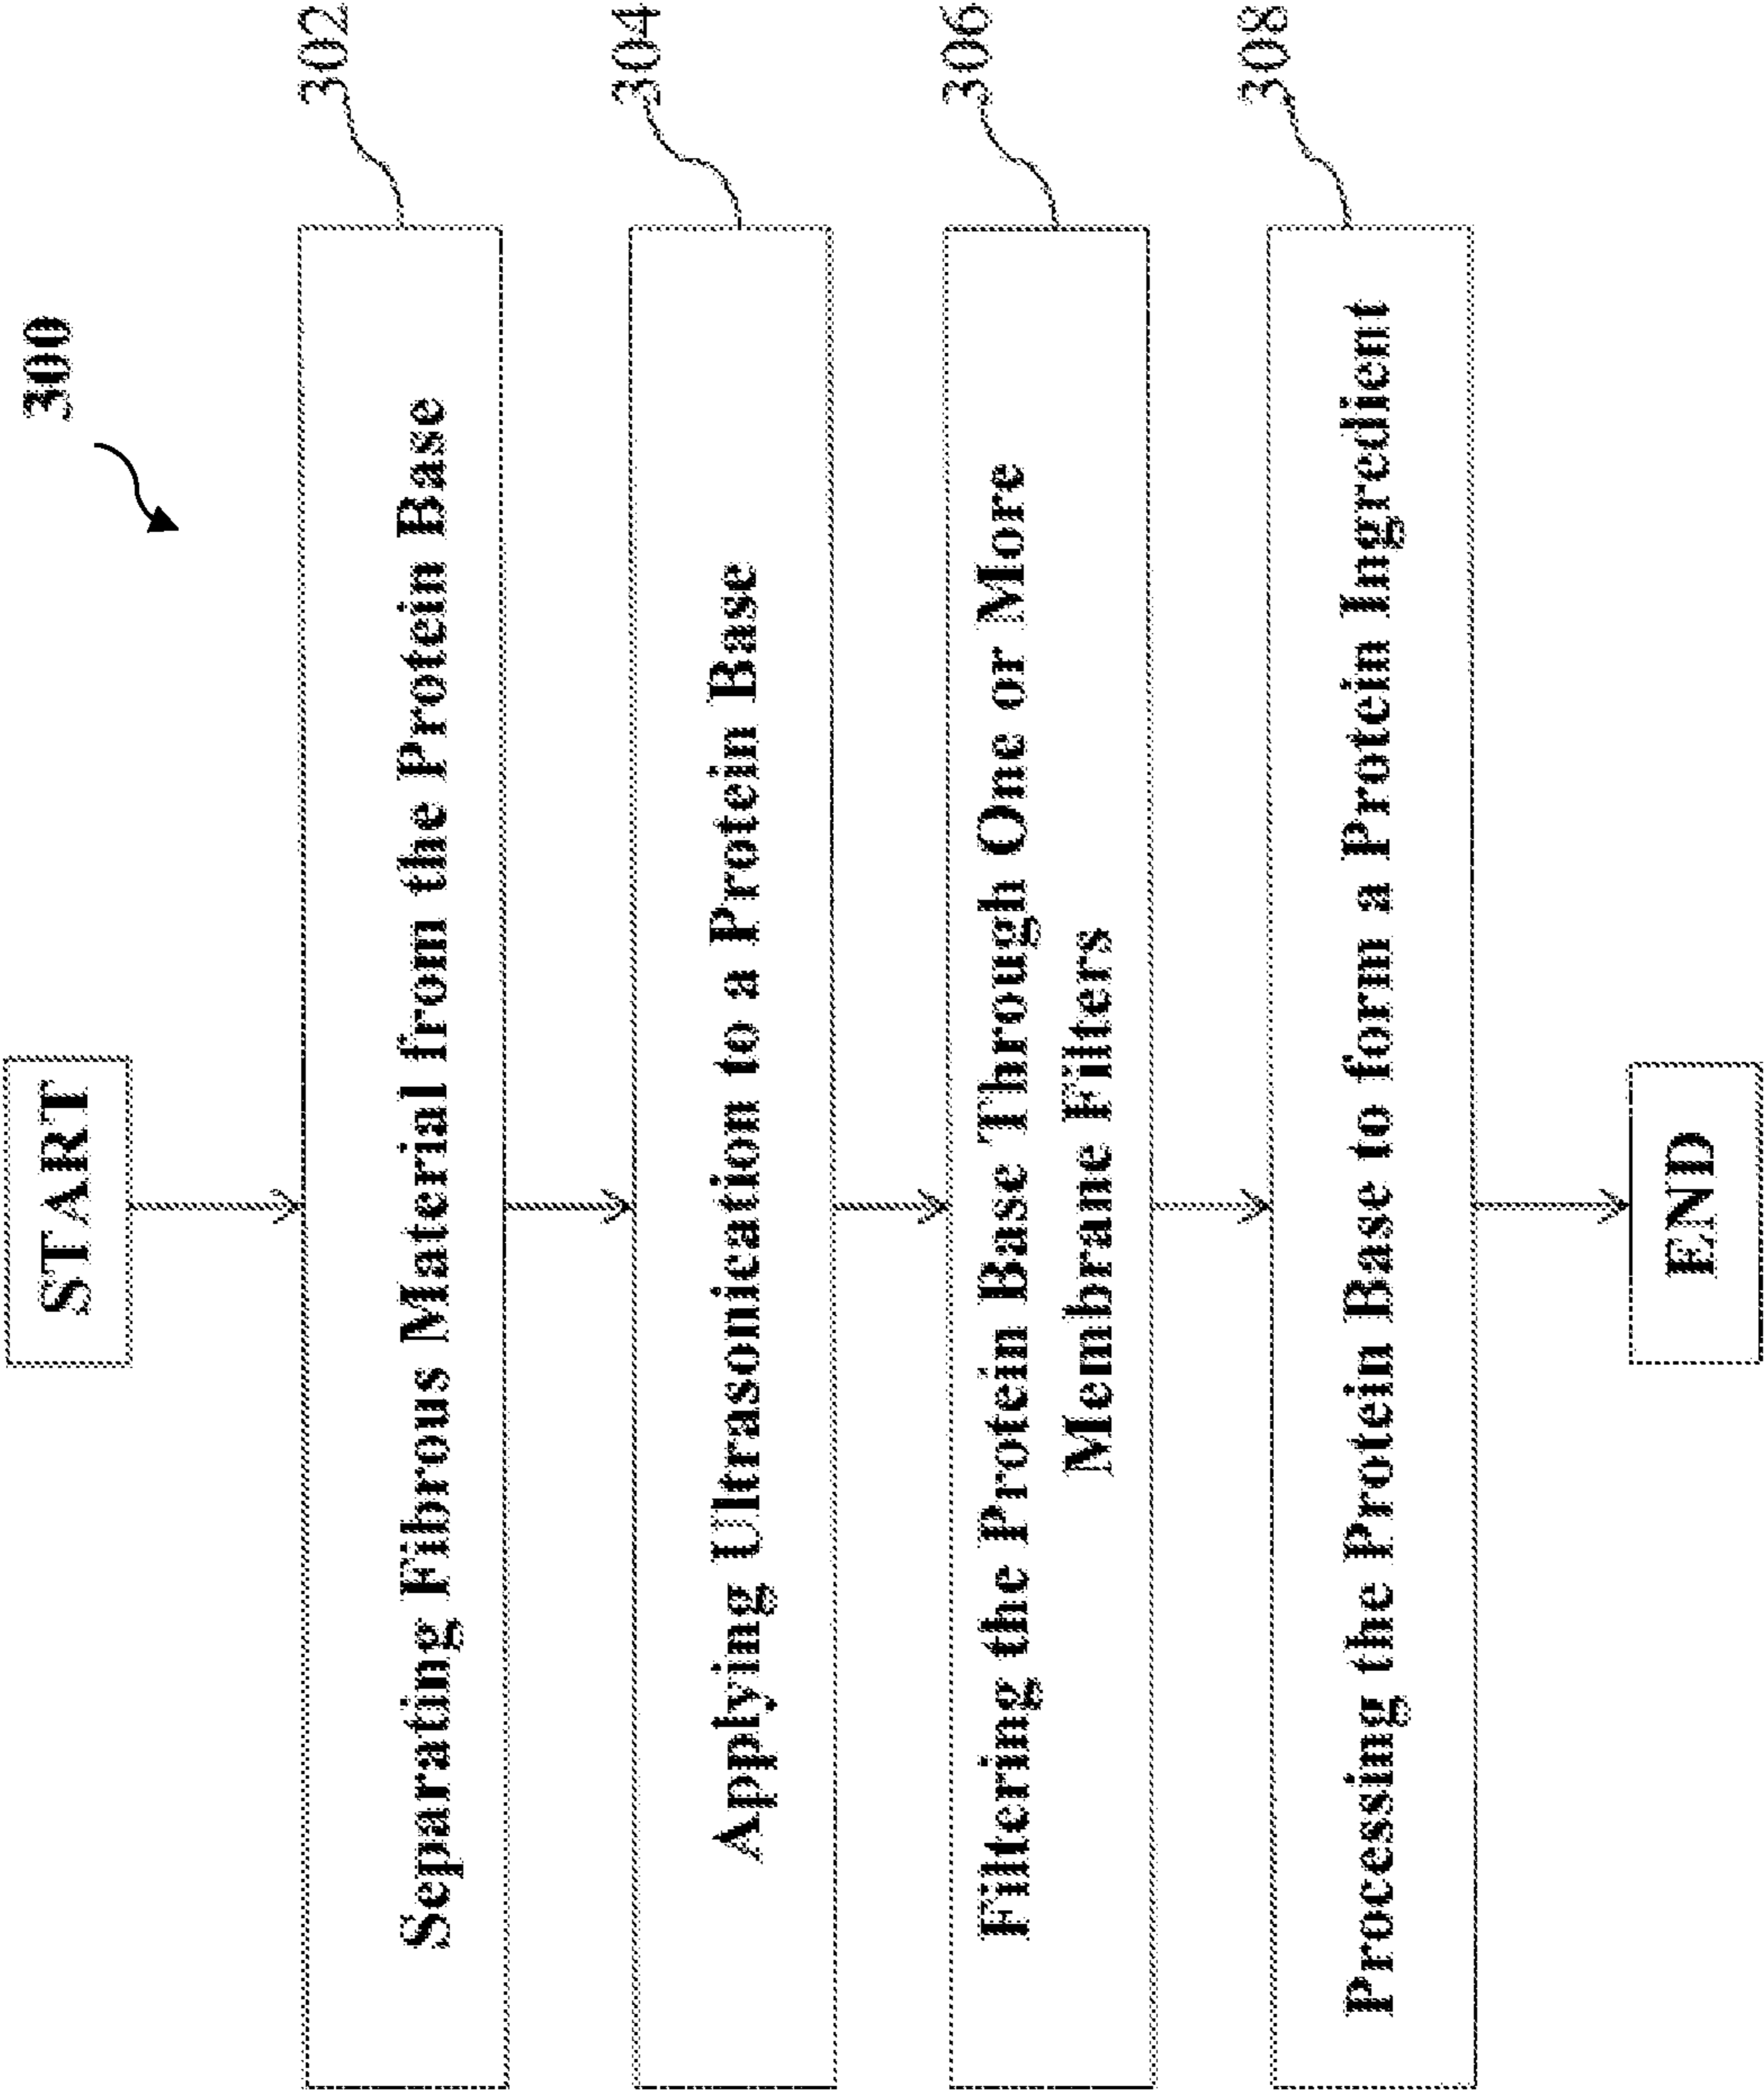 300
START
Separating Fibrous Material from the Protein Base
302
Applying Ultrasonication to a Protein Base
304
Filtering the Protein Base Through One or More
Membrane Filters
306
Processing the Protein Base to form a Protein Ingredient
308
END